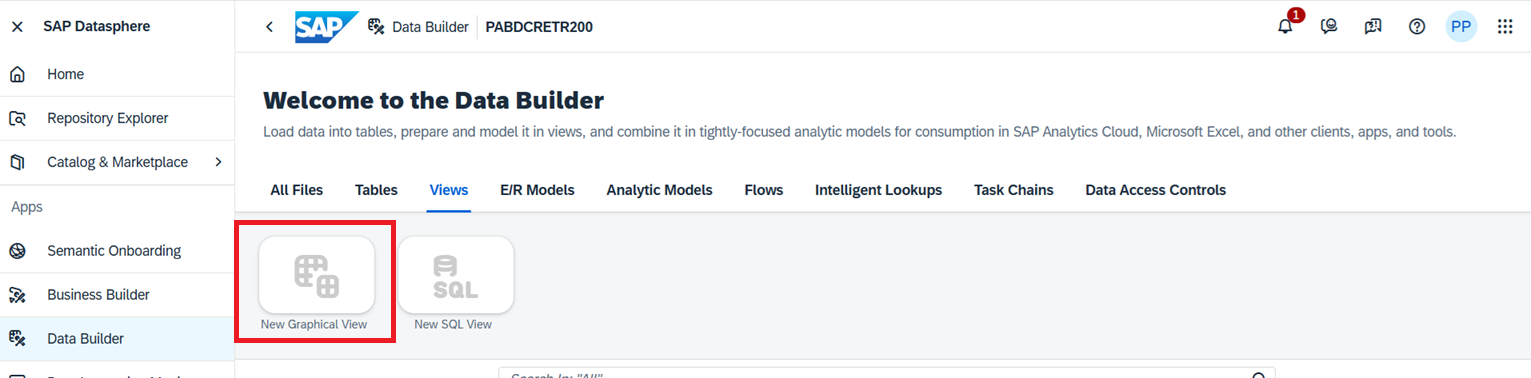 SAP Datasphere
SAP Data Builder PABDCRETR200
1
PP
Home
Repository Explorer
Catalog & Marketplace
Apps
Semantic Onboarding
Business Builder
Data Builder
Welcome to the Data Builder
Load data into tables, prepare and model it in views, and combine it in tightly-focused analytic models for consumption in SAP Analytics Cloud, Microsoft Excel, and other clients, apps, and tools.
All Files Tables Views E/R Models Analytic Models Flows Intelligent Lookups Task Chains Data Access Controls
SQL
New Graphical View New SQL View
Search In: "All"